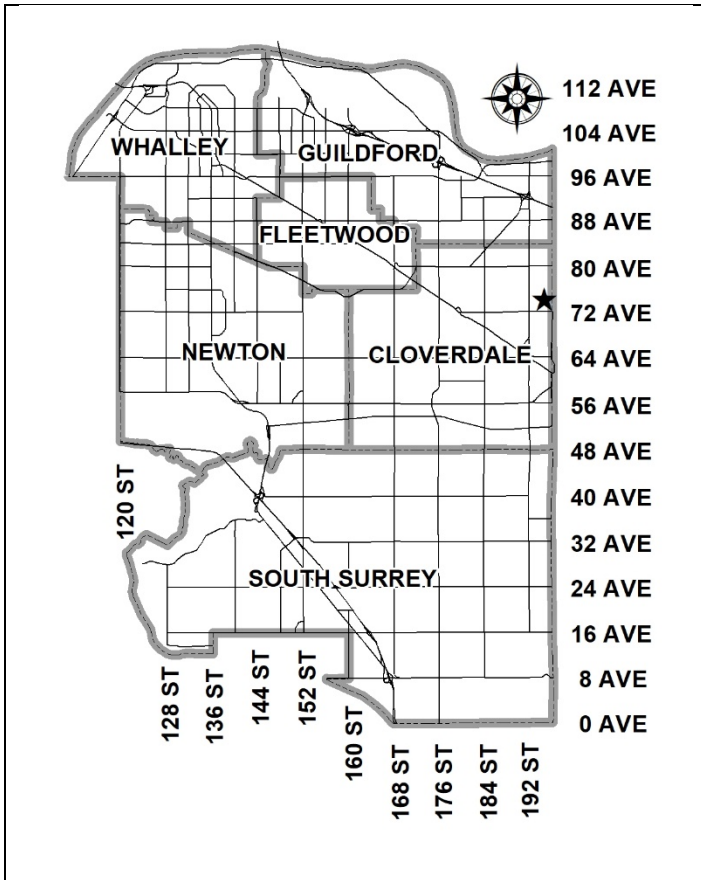 112 AVE
104 AVE
WHALLEY
GUILDFORD
96 AVE
88 AVE
FLEETWOOD
80 AVE
72 AVE
NEWTON
CLOVERDALE
64 AVE
56 AVE
48 AVE
120 ST
40 AVE
32 AVE
SOUTH SURREY
24 AVE
16 AVE
8 AVE
0 AVE
128 ST
136 ST
144 ST
152 ST
160 ST
168 ST
176 ST
184 ST
192 ST